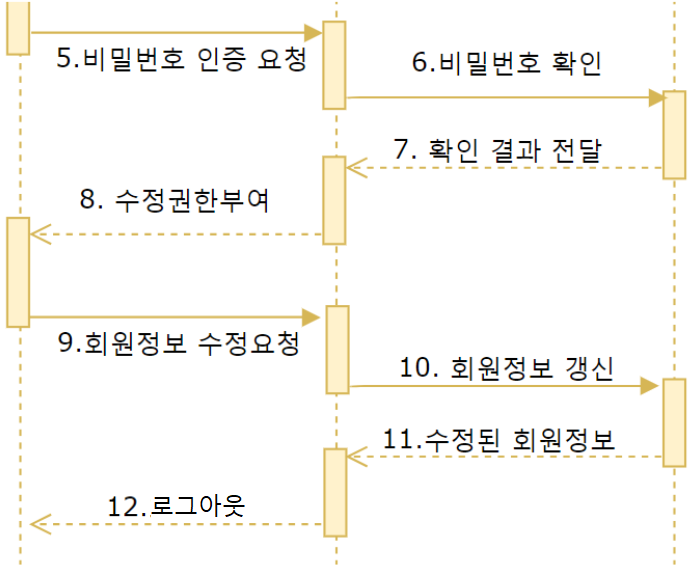 5.비밀번호 인증 요청
6.비밀번호 확인
7. 확인 결과 전달
8. 수정권한부여
9.회원정보 수정요청
10. 회원정보 갱신
11.수정된 회원정보
12.로그아웃